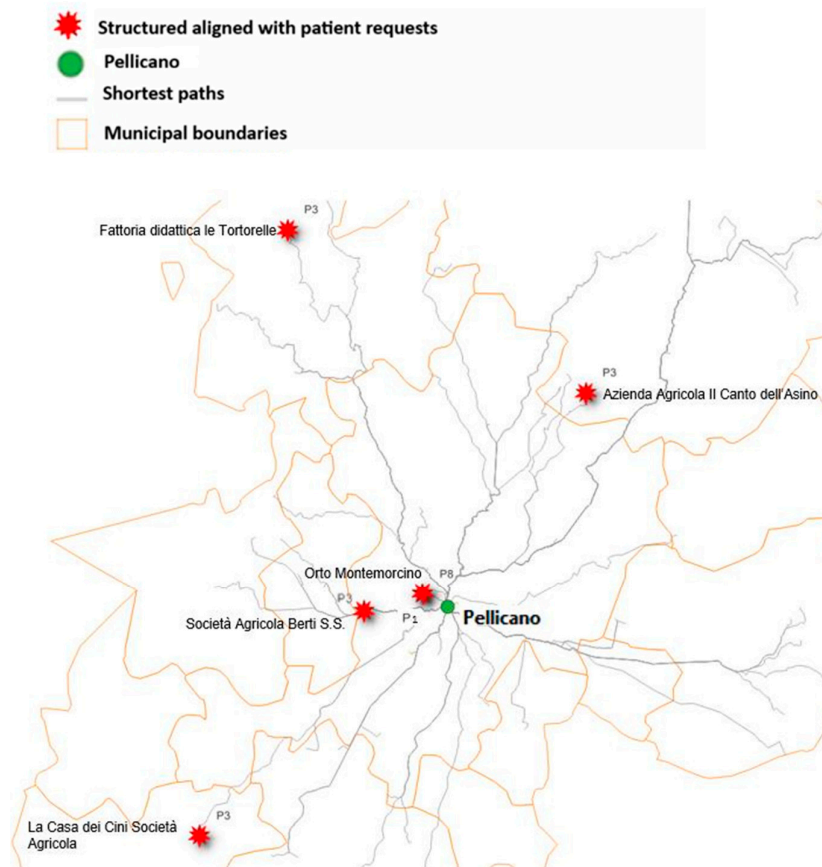 Structured aligned with patient requests
Pellicano
Shortest paths
Municipal boundaries
P3
Fattoria didattica le Tortorelle
P3
Azienda Agricola Il Canto dell'Asino
Orto Montemorcino
P8
P3
Società Agricola Berti S.S.
P1
Pellicano
P3
La Casa dei Cini Società
Agricola